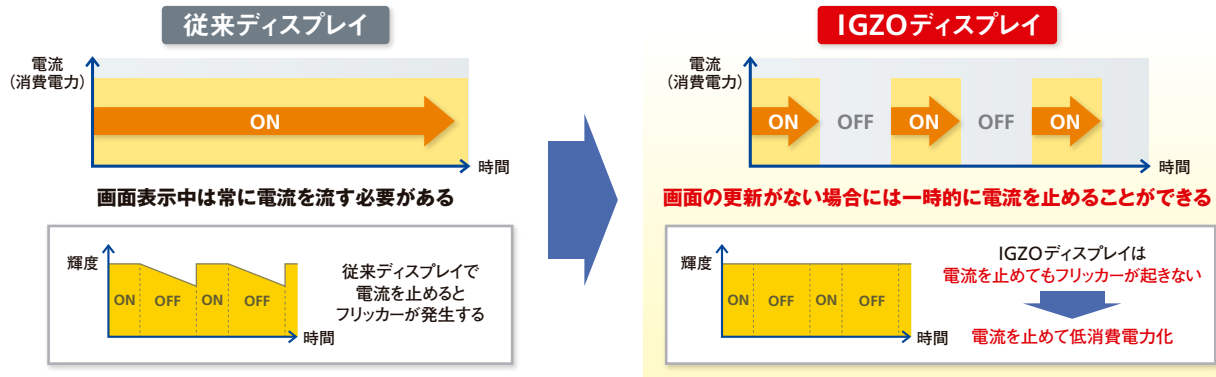 従来ディスプレイ
電流
(消費電力)
ON
時間
画面表示中は常に電流を流す必要がある
輝度
ON OFF ON OFF
時間
従来ディスプレイで
電流を止めると
フリッカーが発生する
IGZOディスプレイ
電流
(消費電力)
ON OFF ON OFF ON
時間
画面の更新がない場合には一時的に電流を止めることができる
輝度
ON OFF ON OFF
時間
IGZOディスプレイは
電流を止めてもフリッカーが起きない
電流を止めて低消費電力化